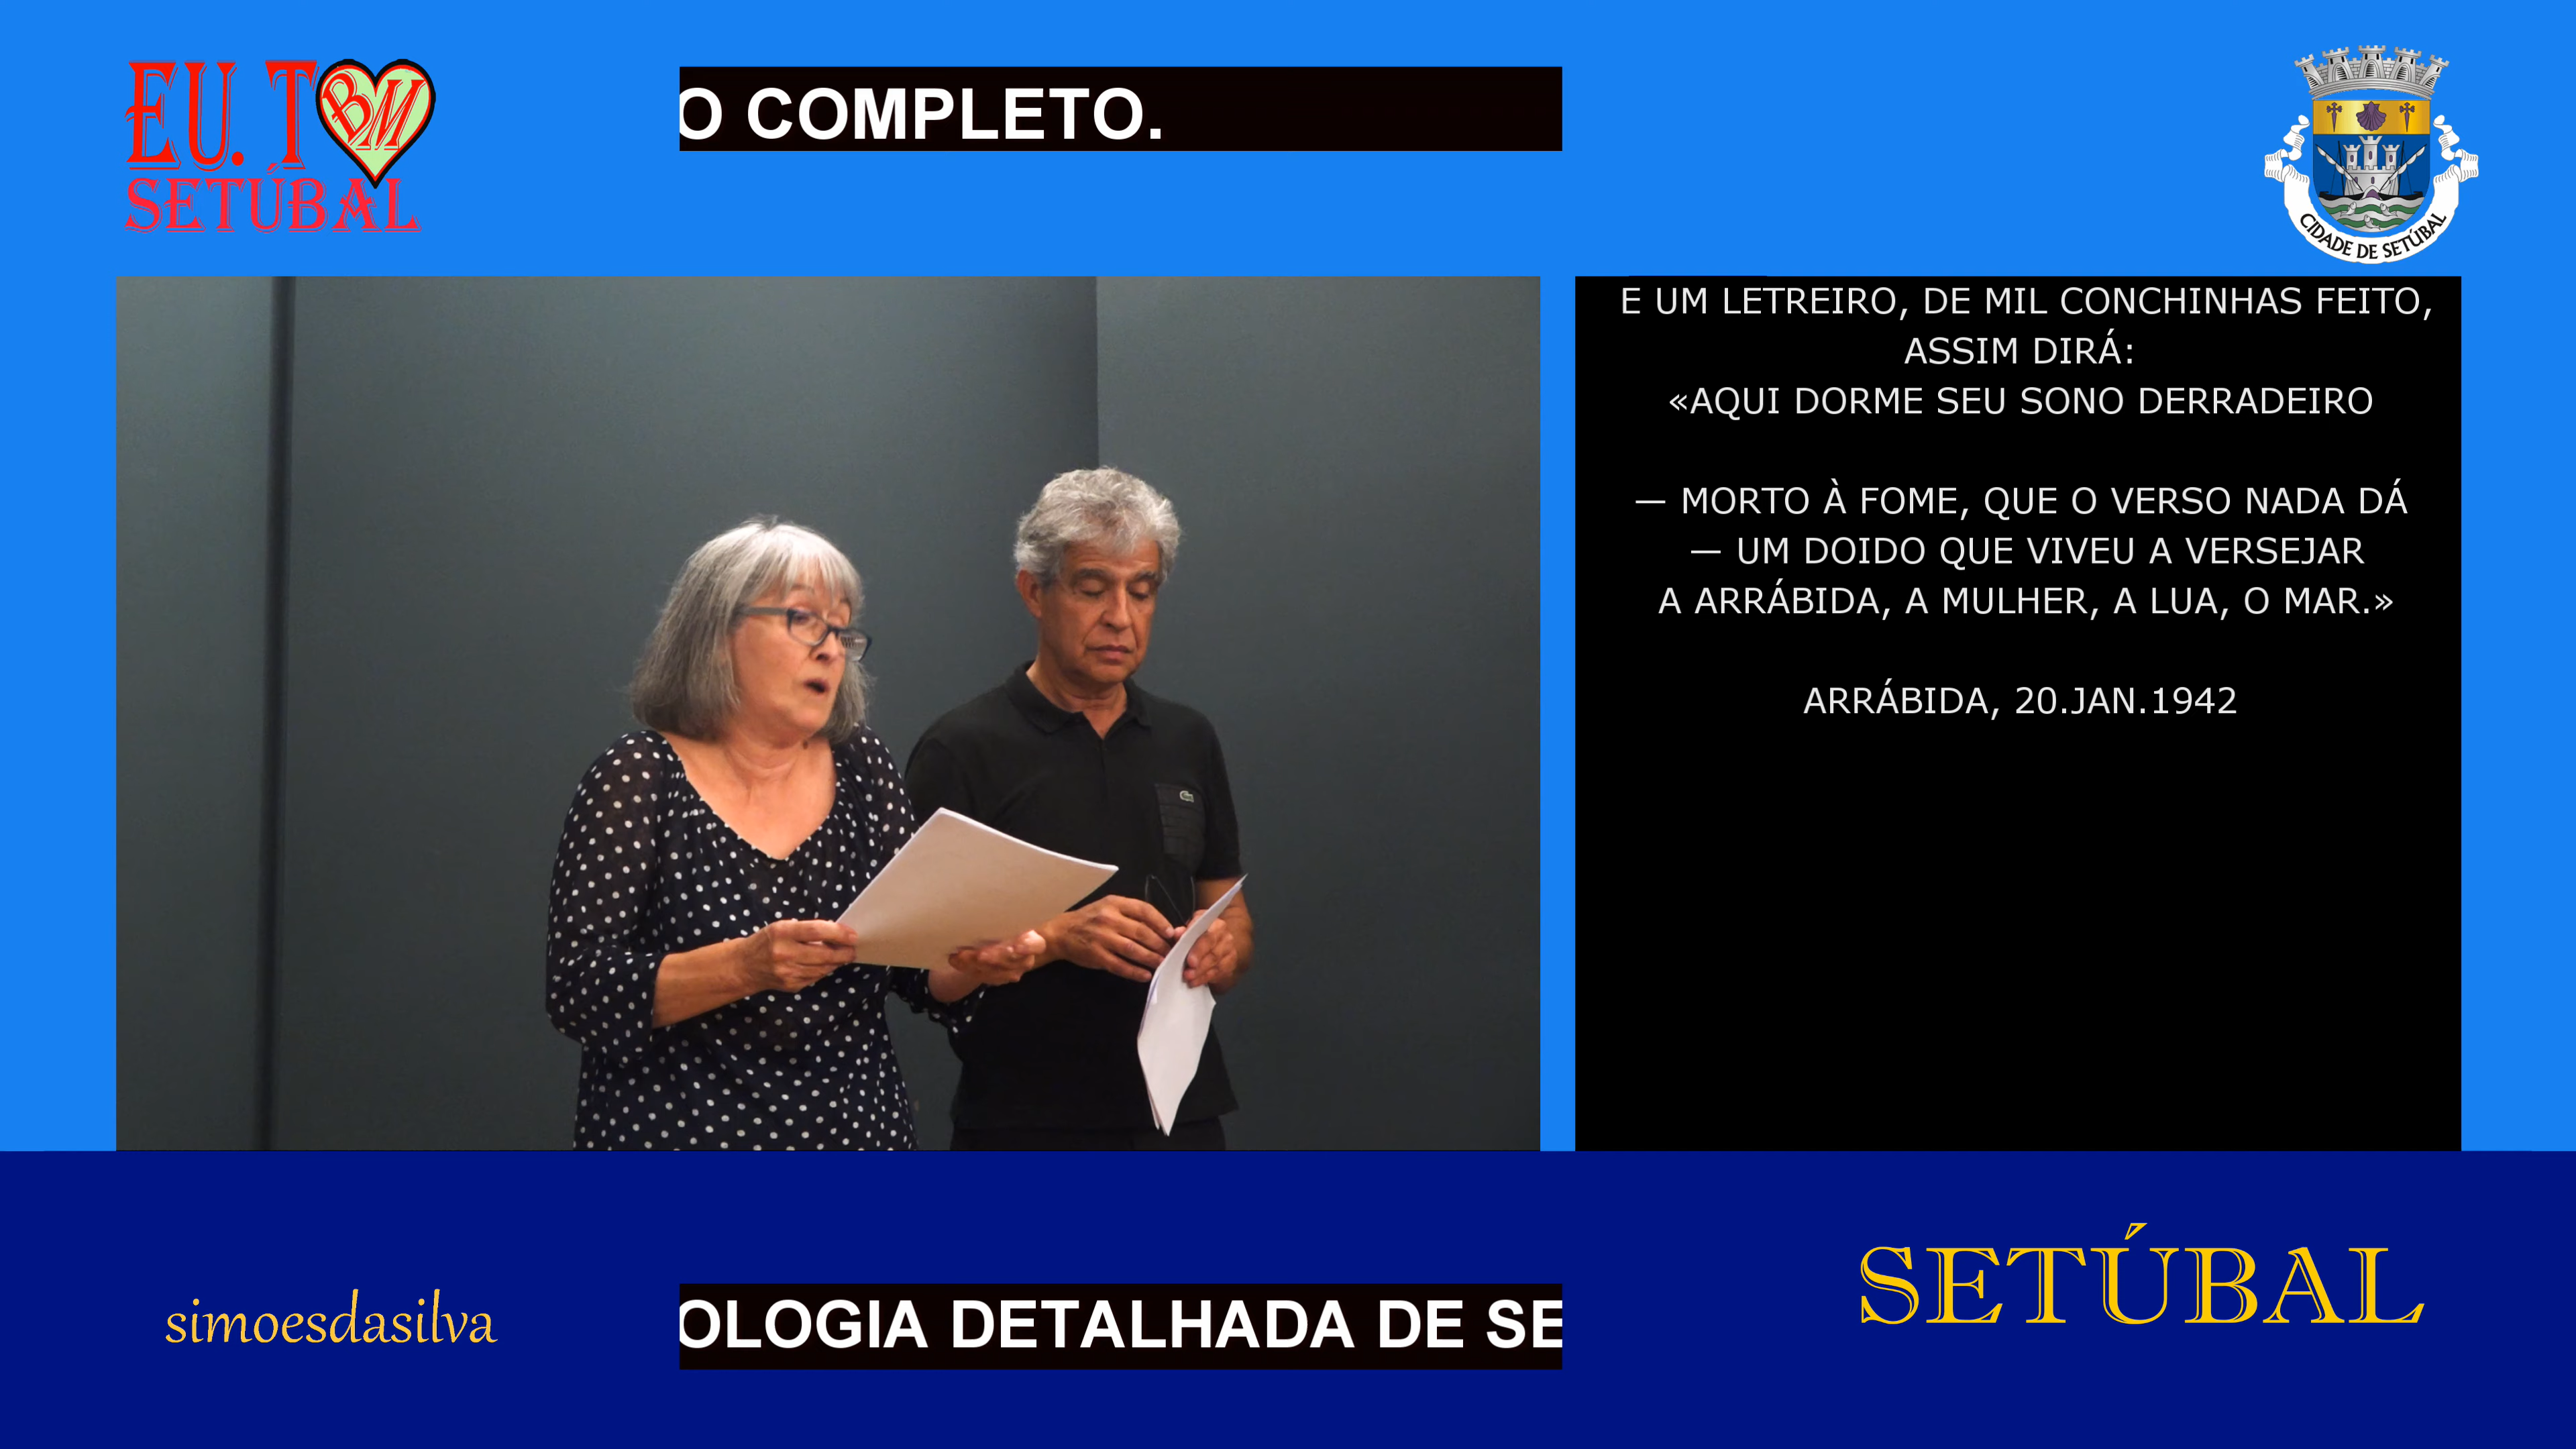 EU. T BM
SETÚBAL
O COMPLETO.
CIDADE DE SETÚBAL
E UM LETREIRO, DE MIL CONCHINHAS FEITO,
ASSIM DIRÁ:
«AQUI DORME SEU SONO DERRADEIRO
— MORTO À FOME, QUE O VERSO NADA DÁ
— UM DOIDO QUE VIVEU A VERSEJAR
A ARRÁBIDA, A MULHER, A LUA, O MAR.»
ARRÁBIDA, 20.JAN.1942
simoesdasilva
OLOGIA DETALHADA DE SE
SETÚBAL